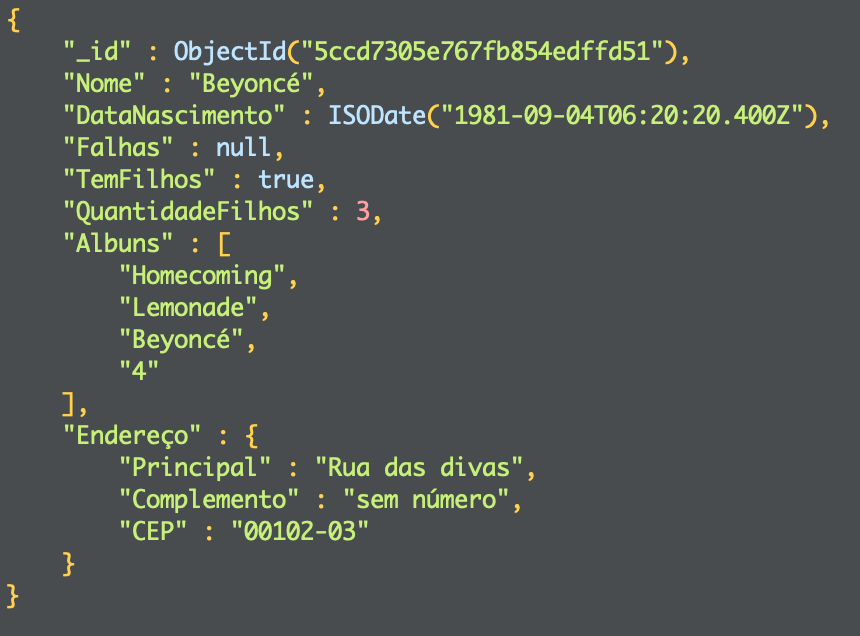 {
    "_id" : ObjectId("5ccd7305e767fb854edffd51"),
    "Nome" : "Beyoncé",
    "DataNascimento" : ISODate("1981-09-04T06:20:20.400Z"),
    "Falhas" : null,
    "TemFilhos" : true,
    "QuantidadeFilhos" : 3,
    "Albuns" : [
        "Homecoming",
        "Lemonade",
        "Beyoncé",
        "4"
    ],
    "Endereço" : {
        "Principal" : "Rua das divas",
        "Complemento" : "sem número",
        "CEP" : "00102-03"
    }
}